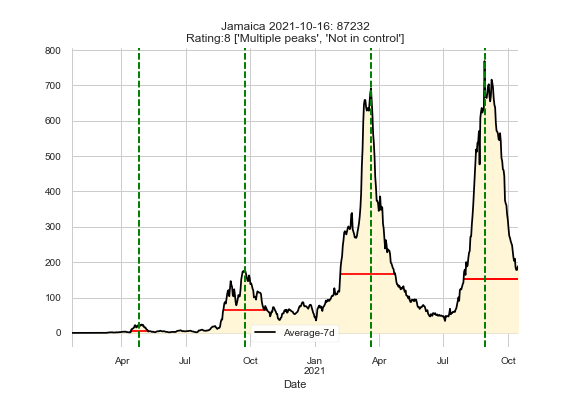 Jamaica 2021-10-16: 87232
Rating:8 ['Multiple peaks', 'Not in control']
800
700
600
500
400
300
200
100
0
Average-7d
Apr
Jul
Oct
Jan
2021
Apr
Jul
Oct
Date